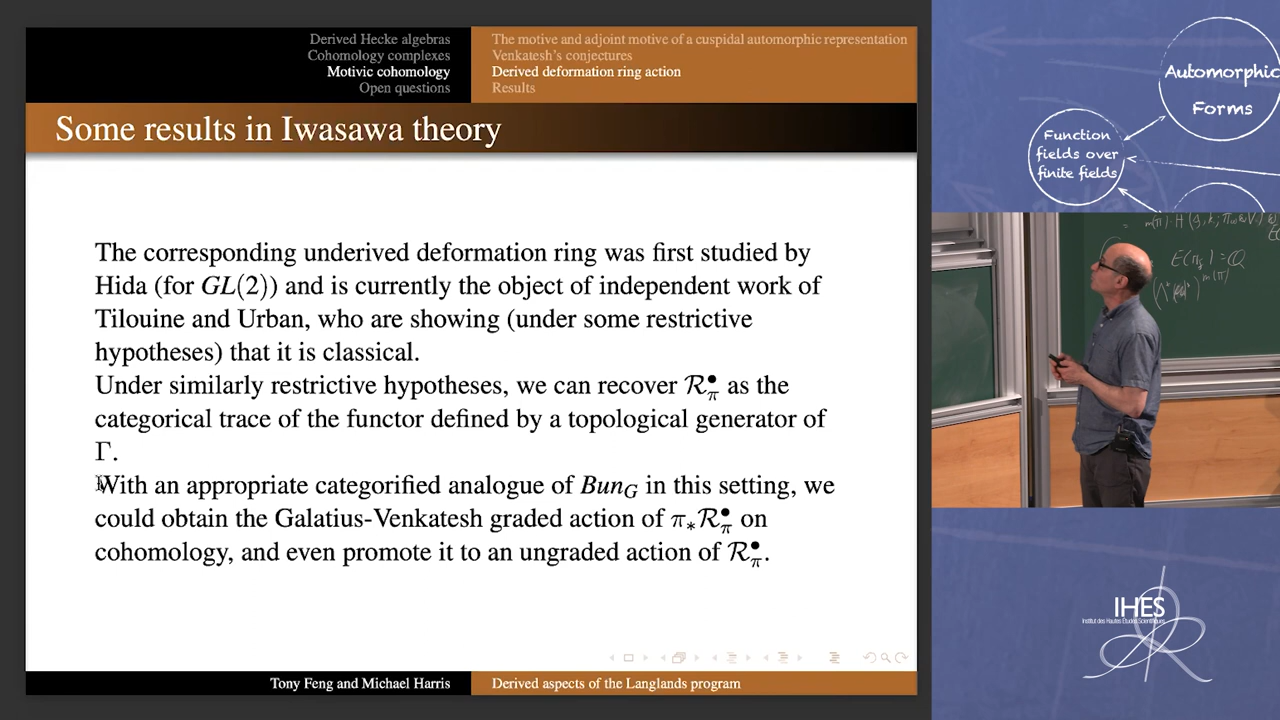 Derived Hecke algebras
Cohomology complexes
Motivic cohomology
Open questions
The motive and adjoint motive of a cuspidal automorphic representation
Venkatesh's conjectures
Derived deformation ring action
Results
Some results in Iwasawa theory
The corresponding underived deformation ring was first studied by
Hida (for GL(2)) and is currently the object of independent work of
Tilouine and Urban, who are showing (under some restrictive
hypotheses) that it is classical.
Under similarly restrictive hypotheses, we can recover ℛ•π as the
categorical trace of the functor defined by a topological generator of
Γ.
With an appropriate categorified analogue of BunG in this setting, we
could obtain the Galatius-Venkatesh graded action of π∗ℛ•π on
cohomology, and even promote it to an ungraded action of ℛ•π.
Tony Feng and Michael Harris
Derived aspects of the Langlands program
Automorphic
Forms
Function
fields over
finite fields
E(πf) = ℚ
IHES
Institut des Hautes Études Scientifiques